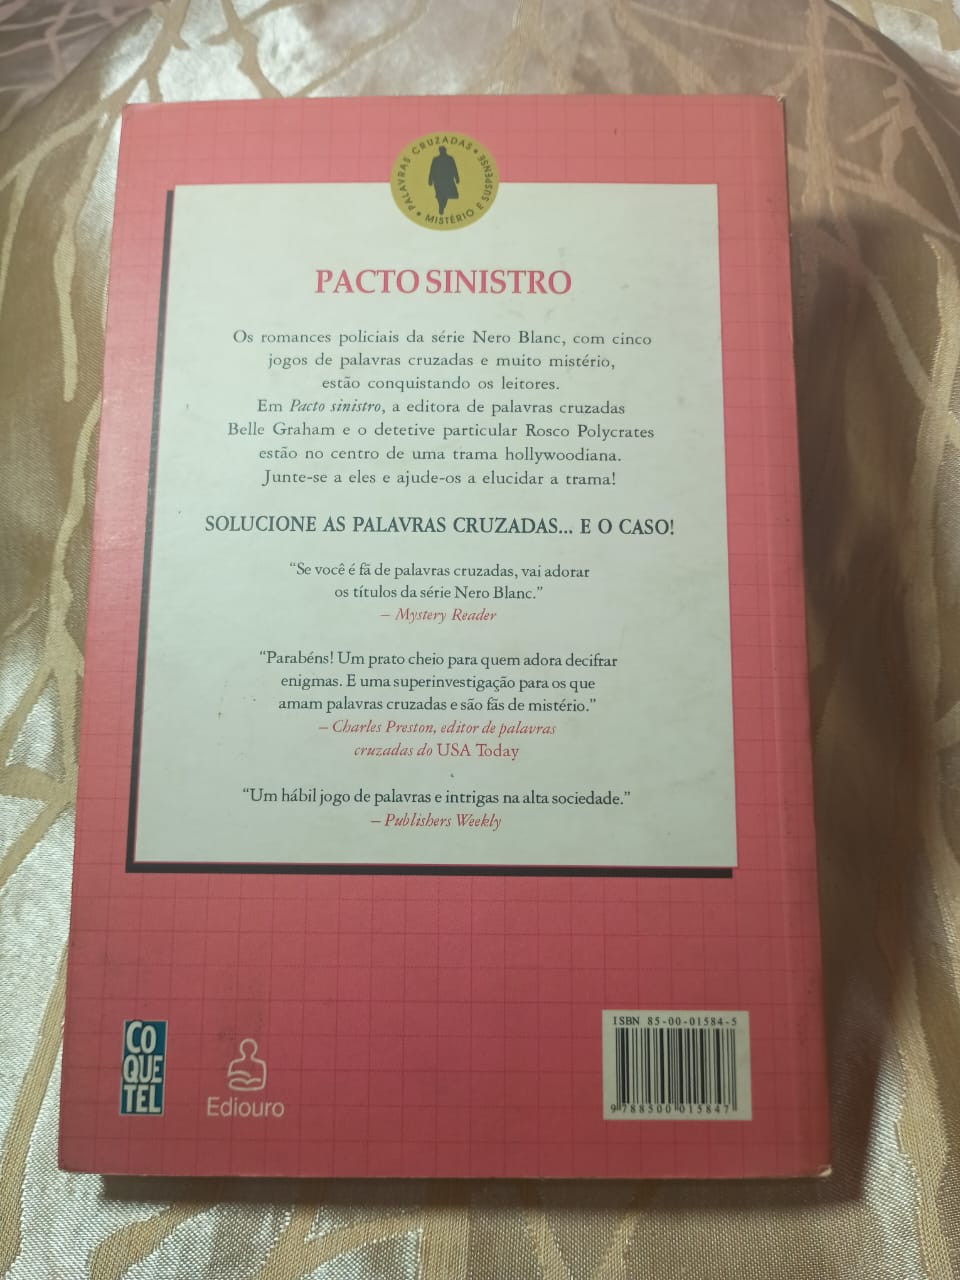 PALAVRAS CRUZADAS • MISTÉRIO E SUSPENSE •
PACTO SINISTRO
Os romances policiais da série Nero Blanc, com cinco
jogos de palavras cruzadas e muito mistério,
estão conquistando os leitores.
Em Pacto sinistro, a editora de palavras cruzadas
Belle Graham e o detetive particular Rosco Polycrates
estão no centro de uma trama hollywoodiana.
Junte-se a eles e ajude-os a elucidar a trama!
SOLUCIONE AS PALAVRAS CRUZADAS... E O CASO!
“Se você é fã de palavras cruzadas, vai adorar
os títulos da série Nero Blanc.”
– Mystery Reader
“Parabéns! Um prato cheio para quem adora decifrar
enigmas. E uma superinvestigação para os que
amam palavras cruzadas e são fãs de mistério.”
– Charles Preston, editor de palavras
cruzadas do USA Today
“Um hábil jogo de palavras e intrigas na alta sociedade.”
– Publishers Weekly
CO
QUE
TEL
Ediouro
ISBN 85-00-01584-5
9 788500 015847